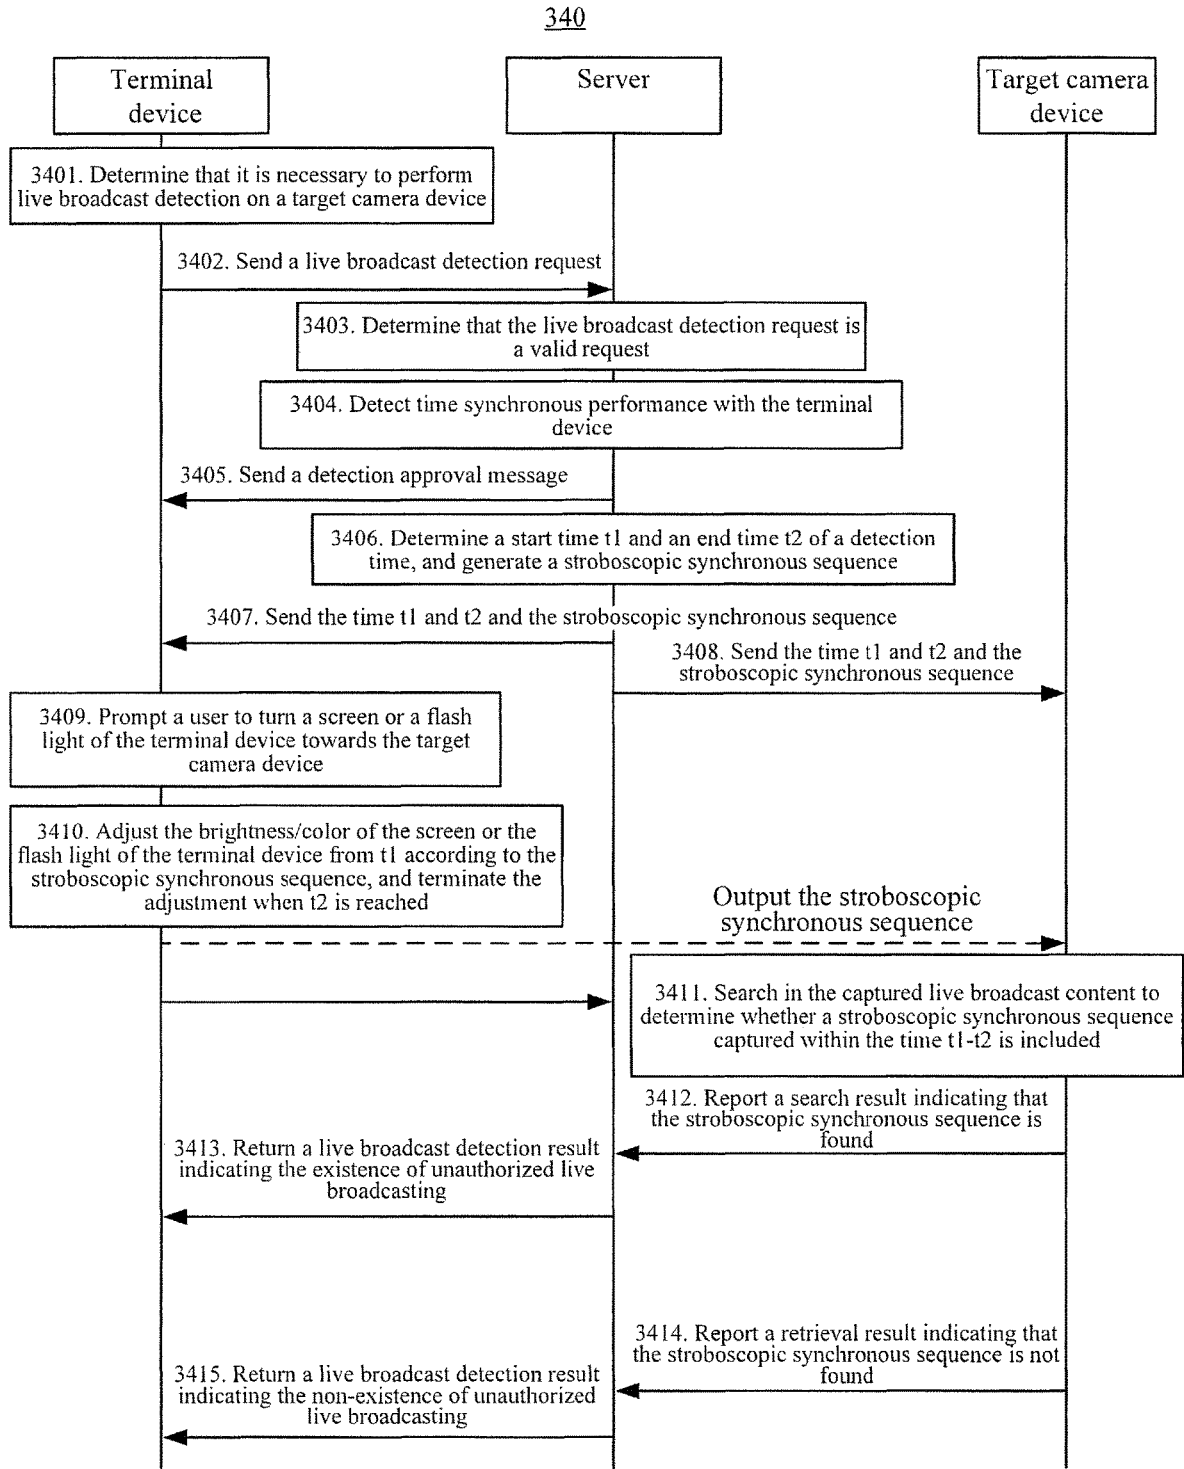 340
Terminal
device
Server
Target camera
device
3401. Determine that it is necessary to perform
live broadcast detection on a target camera device
3402. Send a live broadcast detection request
3403. Determine that the live broadcast detection request is
a valid request
3404. Detect time synchronous performance with the terminal
device
3405. Send a detection approval message
3406. Determine a start time t1 and an end time t2 of a detection
time, and generate a stroboscopic synchronous sequence
3407. Send the time t1 and t2 and the stroboscopic synchronous sequence
3408. Send the time t1 and t2 and the
stroboscopic synchronous sequence
3409. Prompt a user to turn a screen or a flash
light of the terminal device towards the target
camera device
3410. Adjust the brightness/color of the screen or the
flash light of the terminal device from t1 according to the
stroboscopic synchronous sequence, and terminate the
adjustment when t2 is reached
Output the stroboscopic
synchronous sequence
3411. Search in the captured live broadcast content to
determine whether a stroboscopic synchronous sequence
captured within the time t1-t2 is included
3412. Report a search result indicating that
the stroboscopic synchronous sequence is
found
3413. Return a live broadcast detection result
indicating the existence of unauthorized live
broadcasting
3414. Report a retrieval result indicating that
the stroboscopic synchronous sequence is not
found
3415. Return a live broadcast detection result
indicating the non-existence of unauthorized
live broadcasting